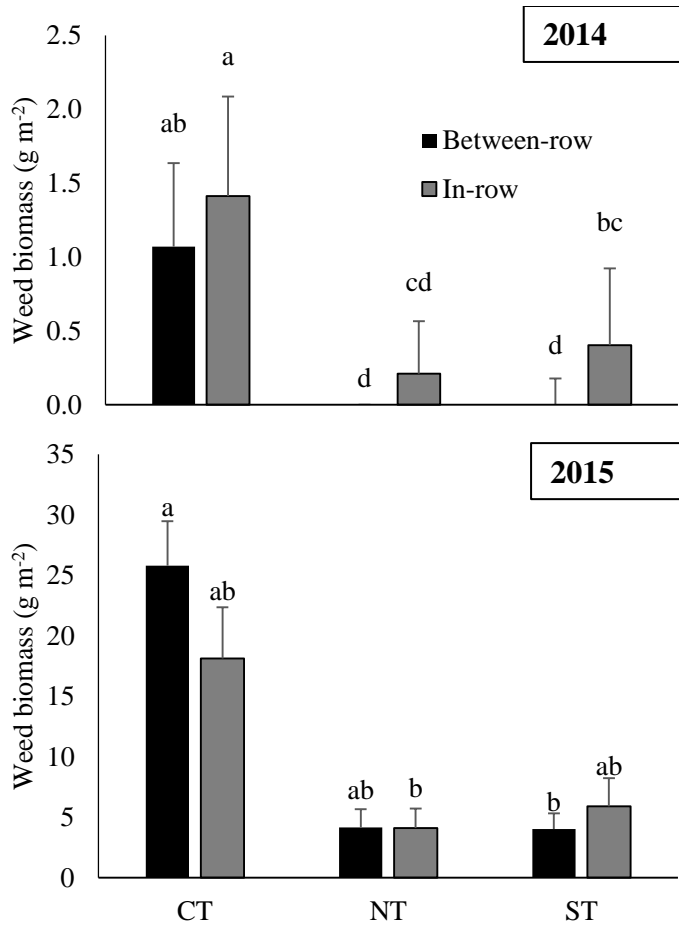 2014
Weed biomass (g m⁻²)
2.5
2.0
1.5
1.0
0.5
0.0
ab
a
d
cd
d
bc
Between-row
In-row
2015
Weed biomass (g m⁻²)
35
30
25
20
15
10
5
0
a
ab
ab
b
b
ab
CT NT ST